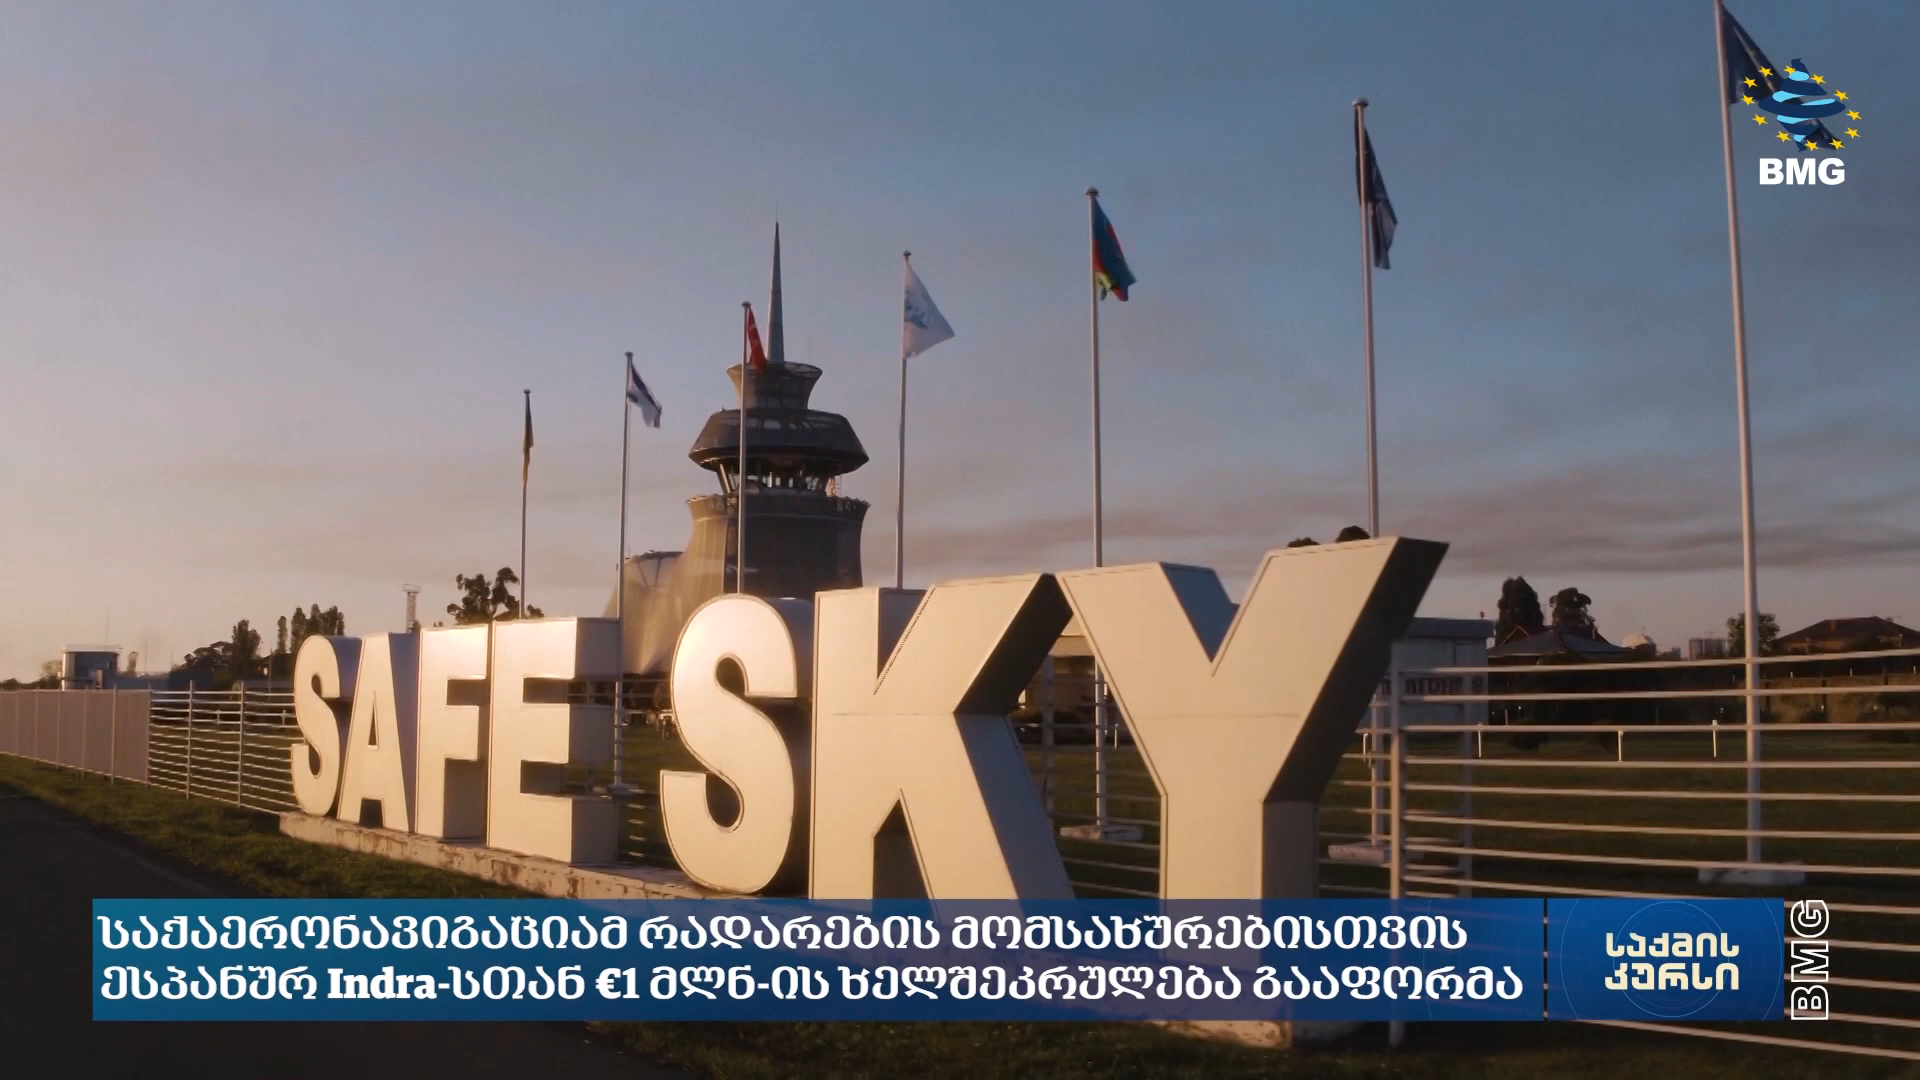 BMG
SAFE SKY
ᲡᲐᲥᲐᲔᲠᲝᲜᲐᲕᲘᲒᲐᲪᲘᲐᲛ ᲠᲐᲓᲐᲠᲔᲑᲘᲡ ᲛᲝᲛᲡᲐᲮᲣᲠᲔᲑᲘᲡᲗᲕᲘᲡ
ᲔᲡᲞᲐᲜᲣᲠ Indra-ᲡᲗᲐᲜ €1 ᲛᲚᲜ-ᲘᲡ ᲮᲔᲚᲨᲔᲙᲠᲣᲚᲔᲑᲐ ᲒᲐᲐᲤᲝᲠᲛᲐ
ᲡᲐᲥᲛᲘᲡ
ᲙᲣᲠᲡᲘ
BMG